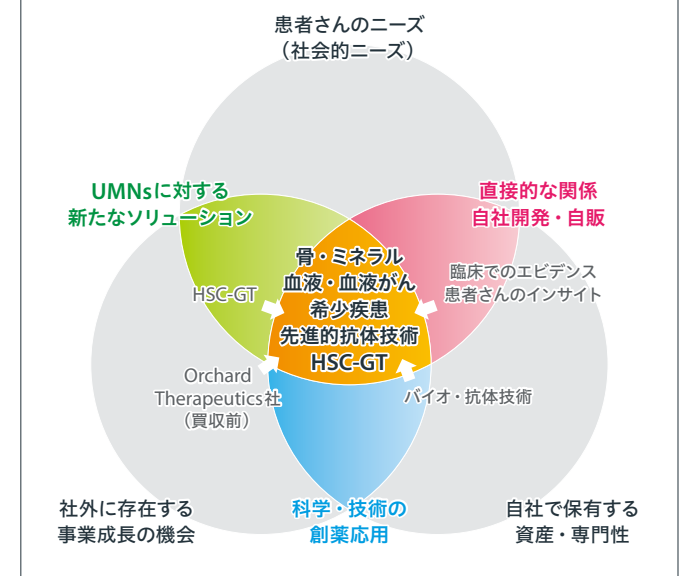 患者さんのニーズ
（社会的ニーズ）
UMNsに対する
新たなソリューション
直接的な関係
自社開発・自販
骨・ミネラル
血液・血液がん
希少疾患
先進的抗体技術
HSC-GT
HSC-GT
臨床でのエビデンス
患者さんのインサイト
Orchard
Therapeutics社
（買収前）
バイオ・抗体技術
社外に存在する
事業成長の機会
科学・技術の
創薬応用
自社で保有する
資産・専門性